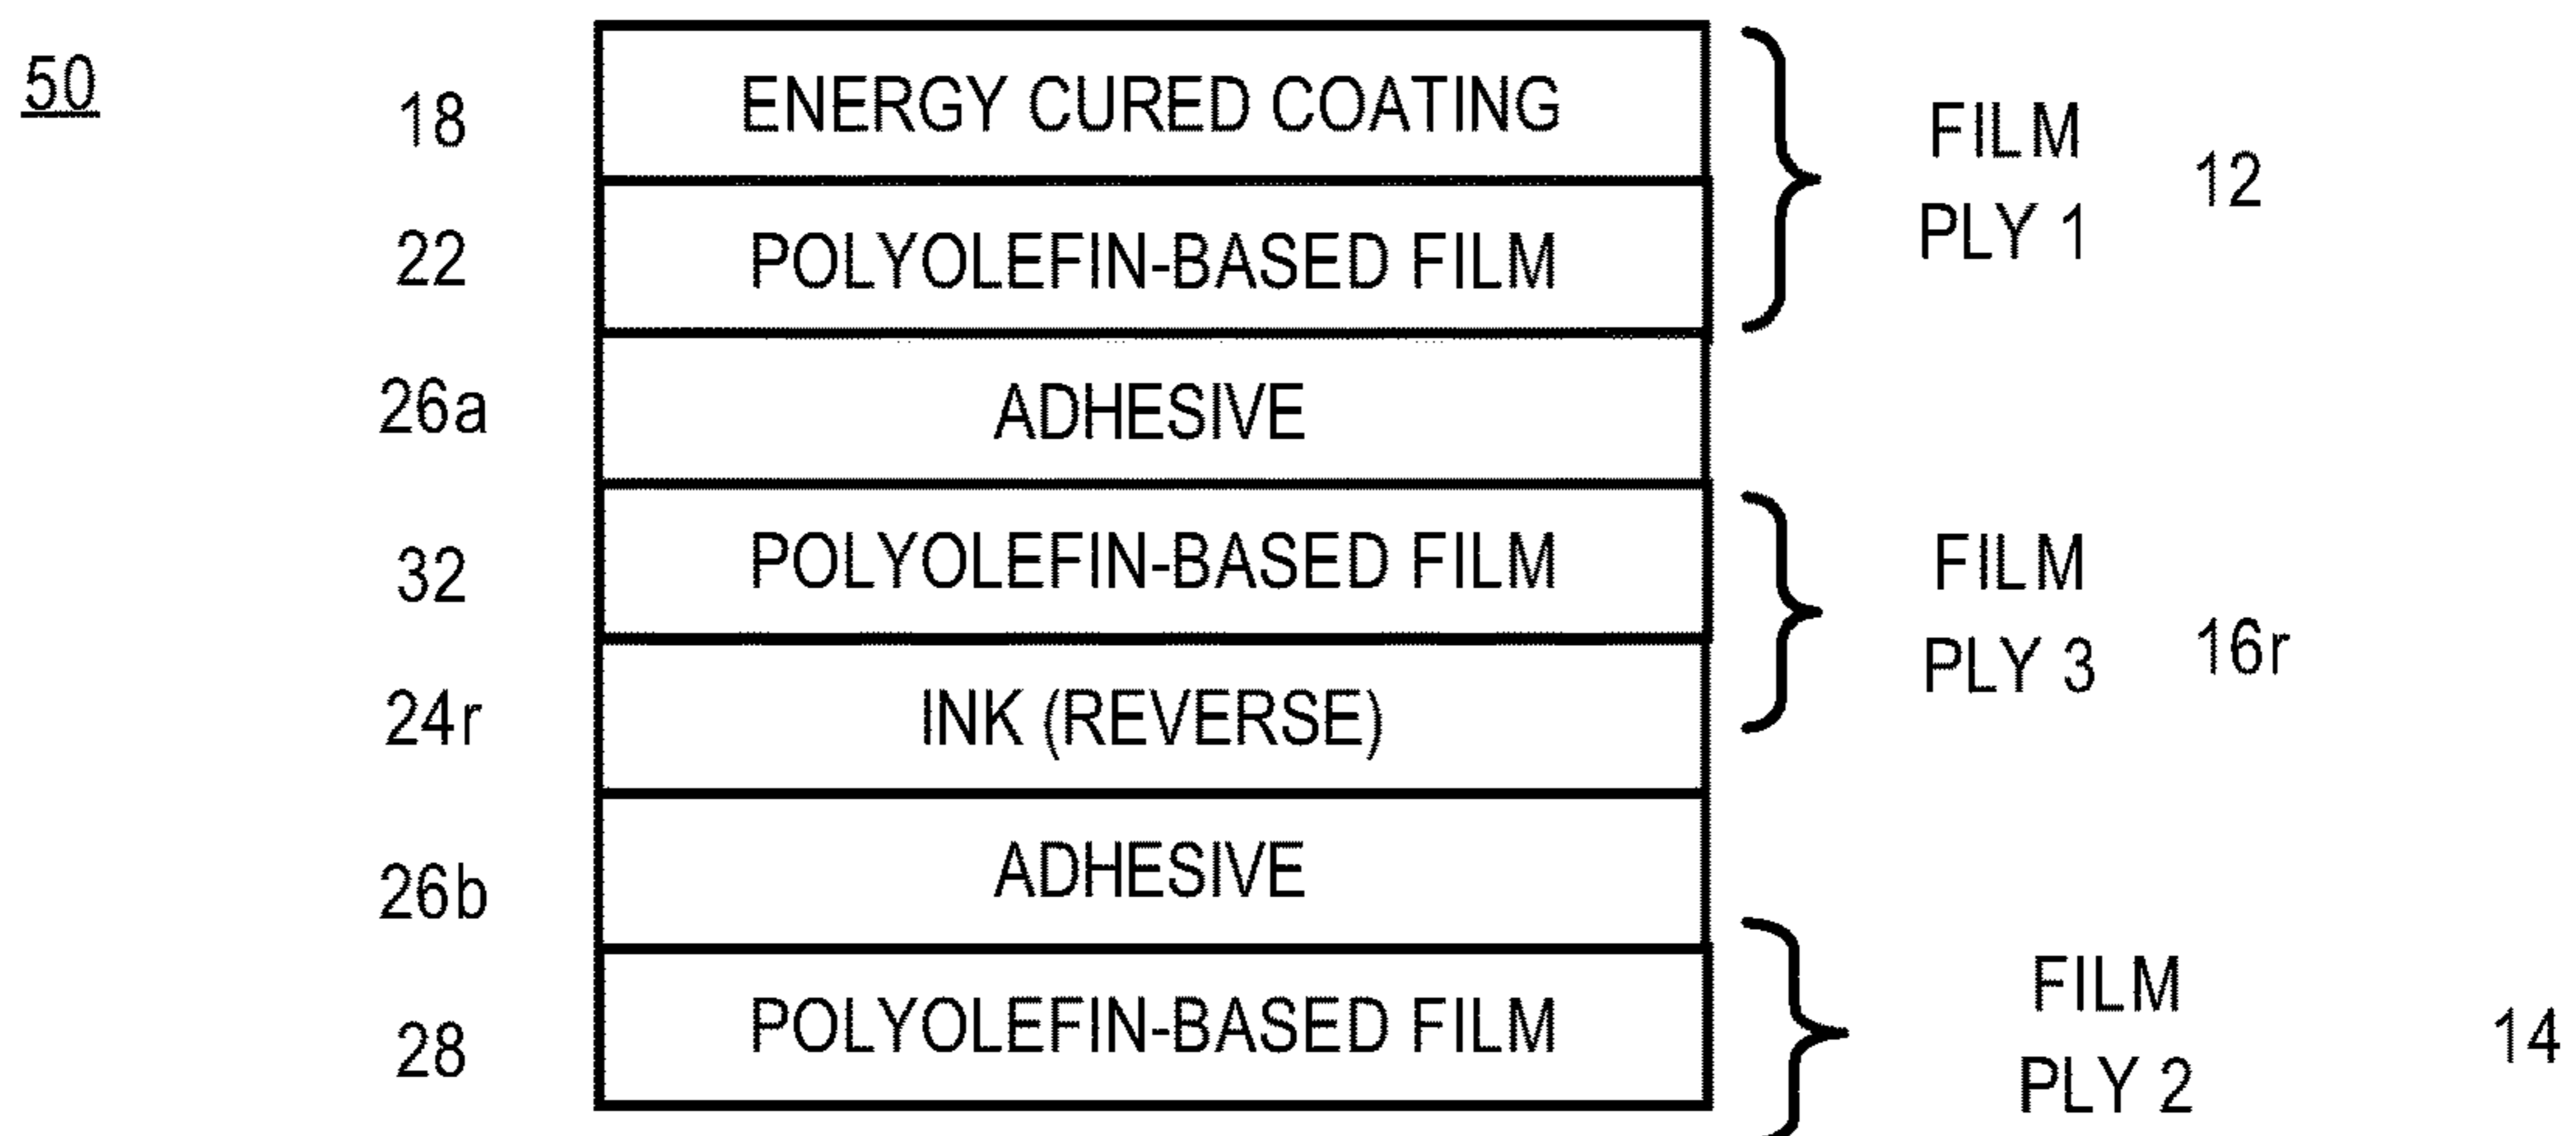 50
18 ENERGY CURED COATING
FILM
PLY 1
12
22 POLYOLEFIN-BASED FILM
26a ADHESIVE
32 POLYOLEFIN-BASED FILM
FILM
PLY 3
16r
24r INK (REVERSE)
26b ADHESIVE
28 POLYOLEFIN-BASED FILM
FILM
PLY 2
14